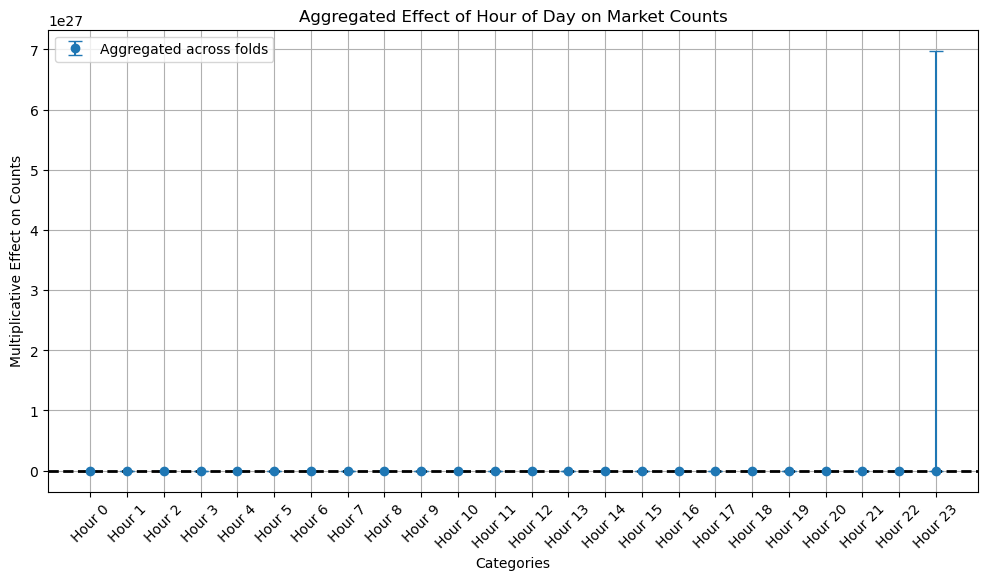 Aggregated Effect of Hour of Day on Market Counts
1e27
Aggregated across folds
Multiplicative Effect on Counts
7
6
5
4
3
2
1
0
Hour 0
Hour 1
Hour 2
Hour 3
Hour 4
Hour 5
Hour 6
Hour 7
Hour 8
Hour 9
Hour 10
Hour 11
Hour 12
Hour 13
Hour 14
Hour 15
Hour 16
Hour 17
Hour 18
Hour 19
Hour 20
Hour 21
Hour 22
Hour 23
Categories